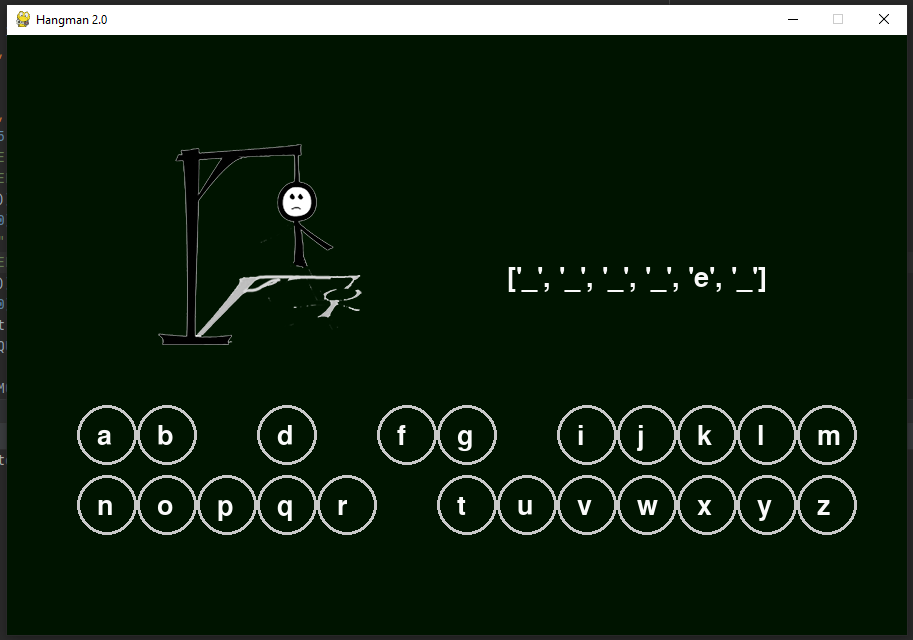 Hangman 2.0
['_', '_', '_', '_', 'e', '_']
a b d f g i j k l m
n o p q r t u v w x y z